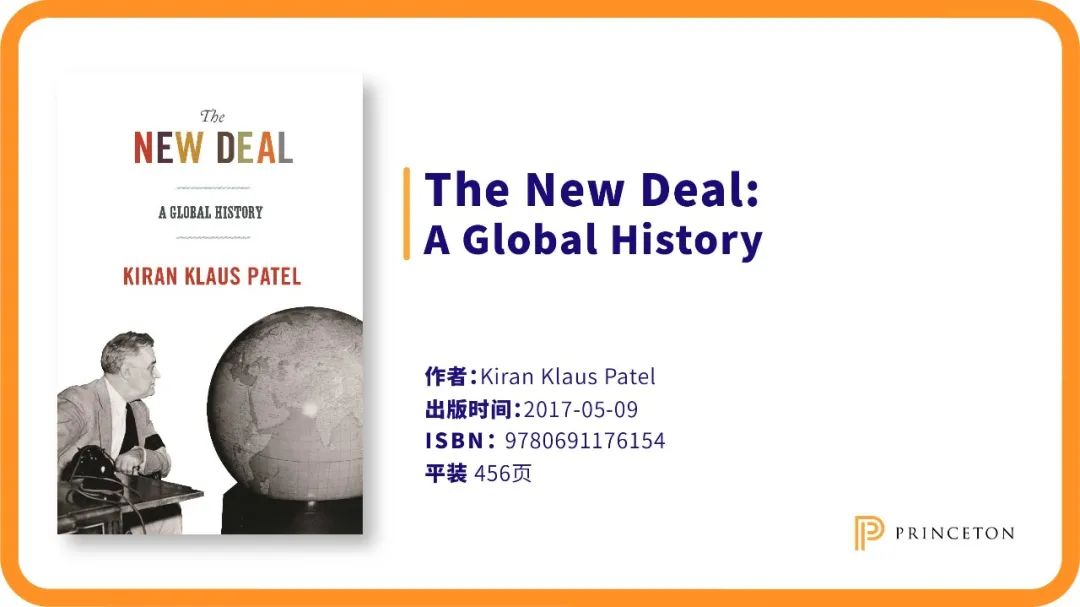 The
NEW DEAL
A GLOBAL HISTORY
KIRAN KLAUS PATEL
The New Deal:
A Global History
作者:Kiran Klaus Patel
出版时间:2017-05-09
ISBN: 9780691176154
平装 456页
PRINCETON